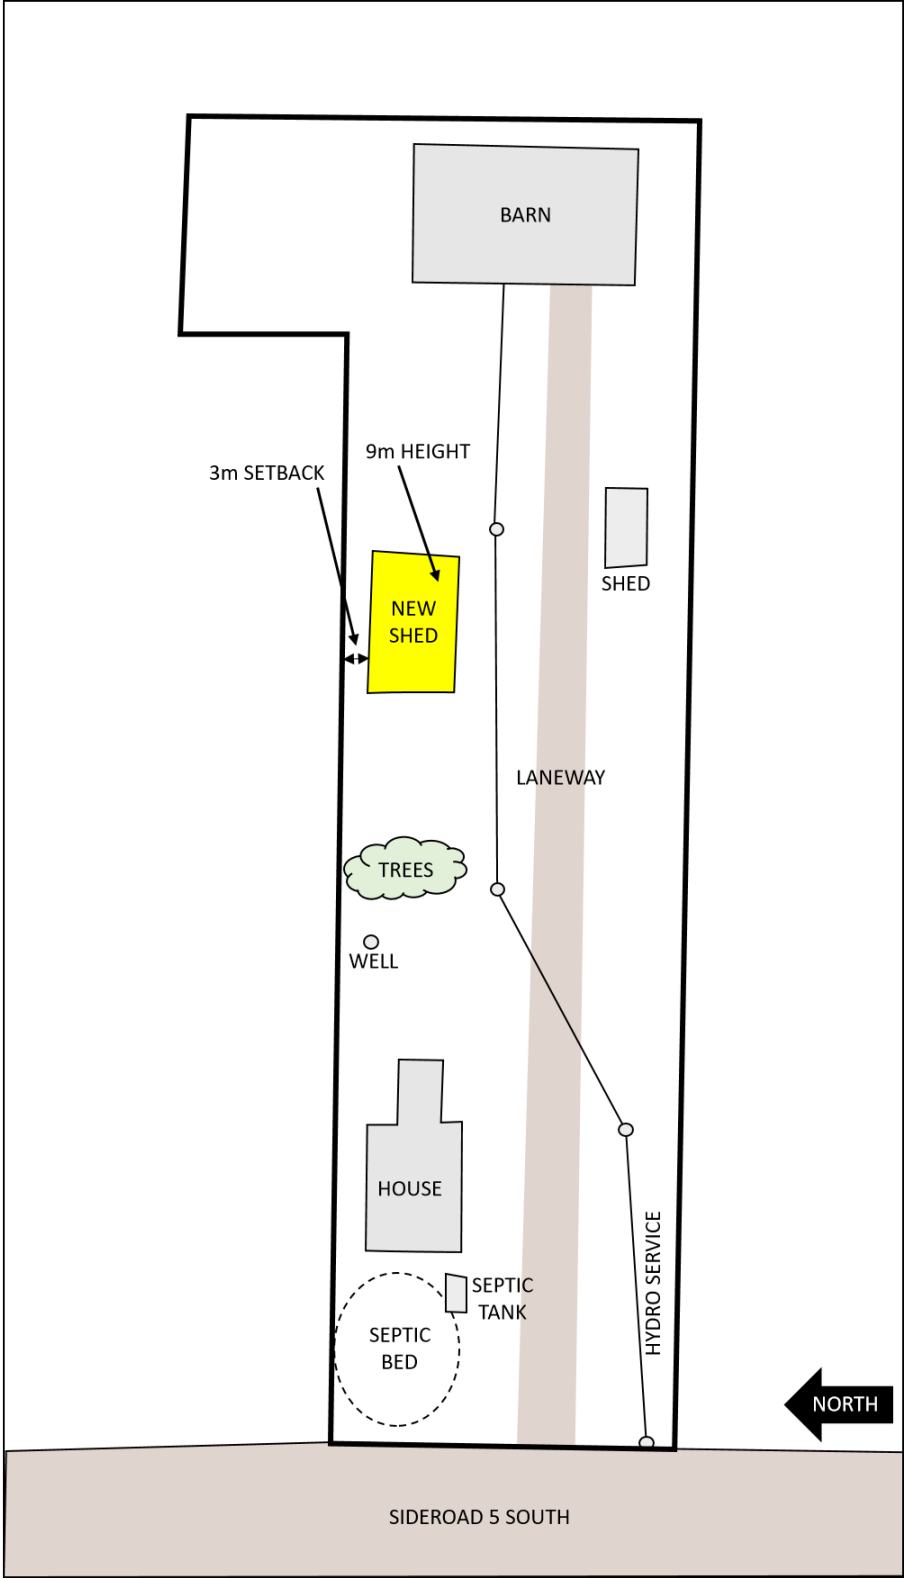 BARN
9m HEIGHT
3m SETBACK
NEW
SHED
SHED
LANEWAY
TREES
WELL
HOUSE
HYDRO SERVICE
SEPTIC
TANK
SEPTIC
BED
NORTH
SIDEROAD 5 SOUTH